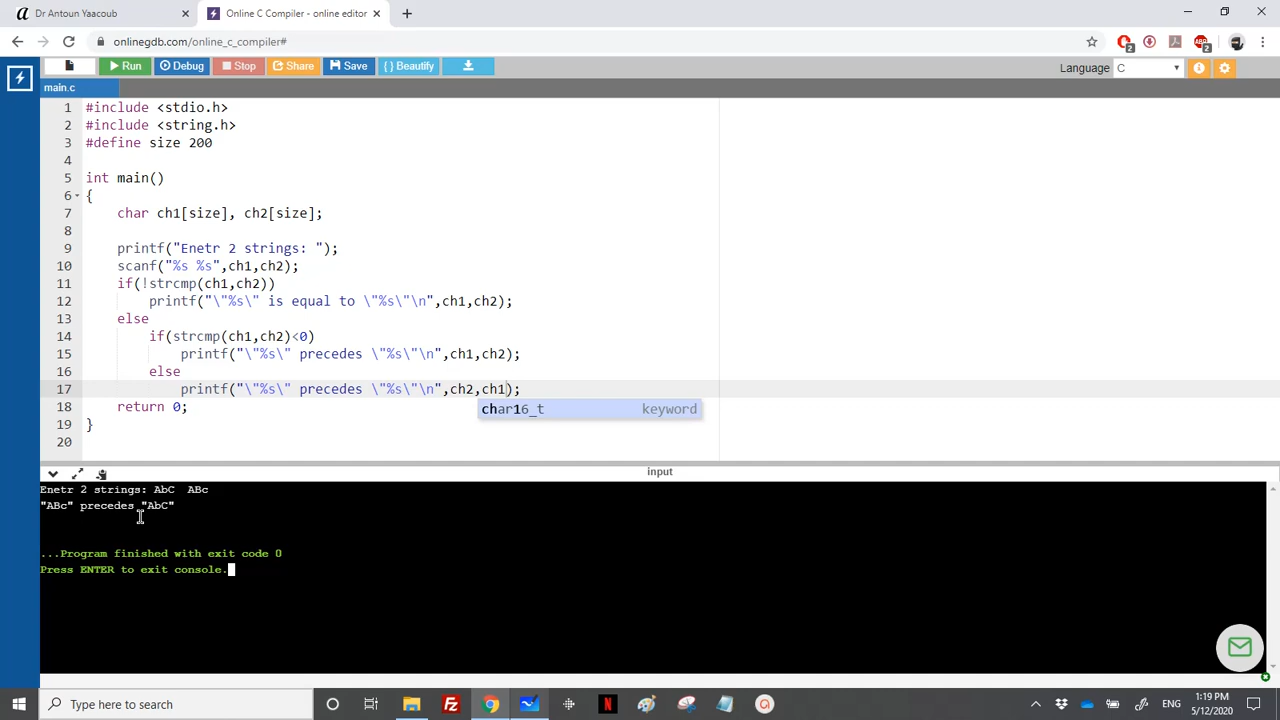 Dr Antoun Yaacoub
Online C Compiler - online editor
onlinegdb.com/online_c_compiler#
2
ABP
2
Run
Debug
Stop
Share
Save
{ } Beautify
Language
C
main.c
1 #include <stdio.h>
2 #include <string.h>
3 #define size 200
4
5 int main()
6 {
7 char ch1[size], ch2[size];
8
9 printf("Enetr 2 strings: ");
10 scanf("%s %s",ch1,ch2);
11 if(!strcmp(ch1,ch2))
12 printf("\"%s\" is equal to \"%s\"\n",ch1,ch2);
13 else
14 if(strcmp(ch1,ch2)<0)
15 printf("\"%s\" precedes \"%s\"\n",ch1,ch2);
16 else
17 printf("\"%s\" precedes \"%s\"\n",ch2,ch1);
char16_t keyword
18 return 0;
19 }
20
input
Enetr 2 strings: AbC  ABc
"ABc" precedes "AbC"
...Program finished with exit code 0
Press ENTER to exit console.
Type here to search
ENG
1:19 PM
5/12/2020